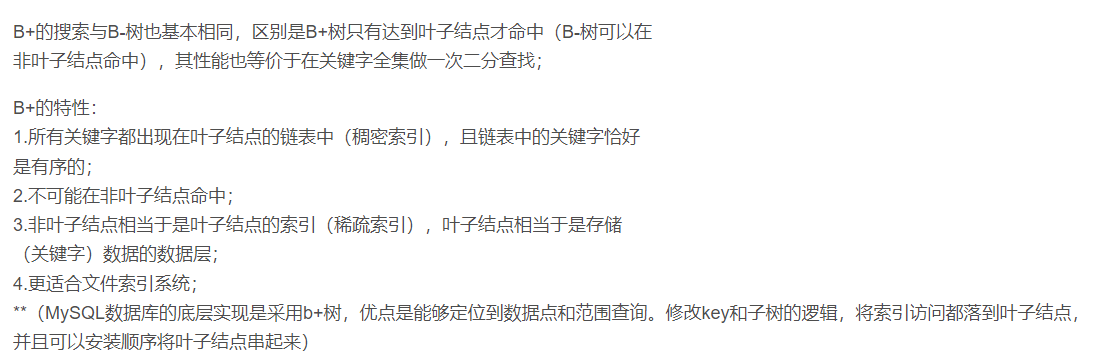 B+的搜索与B-树也基本相同，区别是B+树只有达到叶子结点才命中（B-树可以在
非叶子结点命中），其性能也等价于在关键字全集做一次二分查找；
B+的特性：
1.所有关键字都出现在叶子结点的链表中（稠密索引），且链表中的关键字恰好
是有序的；
2.不可能在非叶子结点命中；
3.非叶子结点相当于是叶子结点的索引（稀疏索引），叶子结点相当于是存储
（关键字）数据的数据层；
4.更适合文件索引系统；
**（MySQL数据库的底层实现是采用b+树，优点是能够定位到数据点和范围查询。修改key和子树的逻辑，将索引访问都落到叶子结点，
并且可以安装顺序将叶子结点串起来）